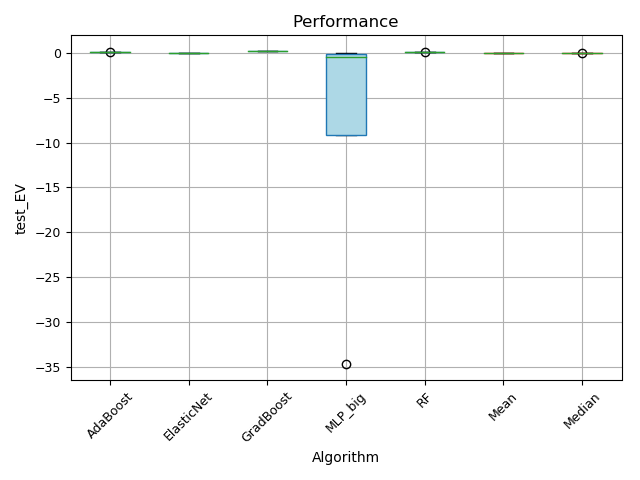 Performance
test_EV
0
−5
−10
−15
−20
−25
−30
−35
AdaBoost
ElasticNet
GradBoost
MLP_big
RF
Mean
Median
Algorithm